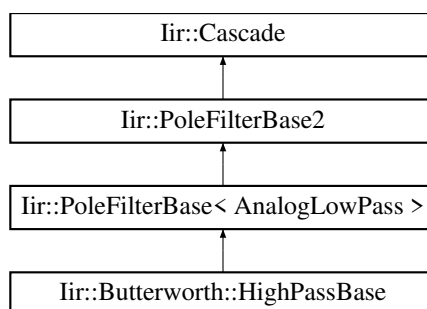 Iir::Cascade
Iir::PoleFilterBase2
Iir::PoleFilterBase< AnalogLowPass >
Iir::Butterworth::HighPassBase